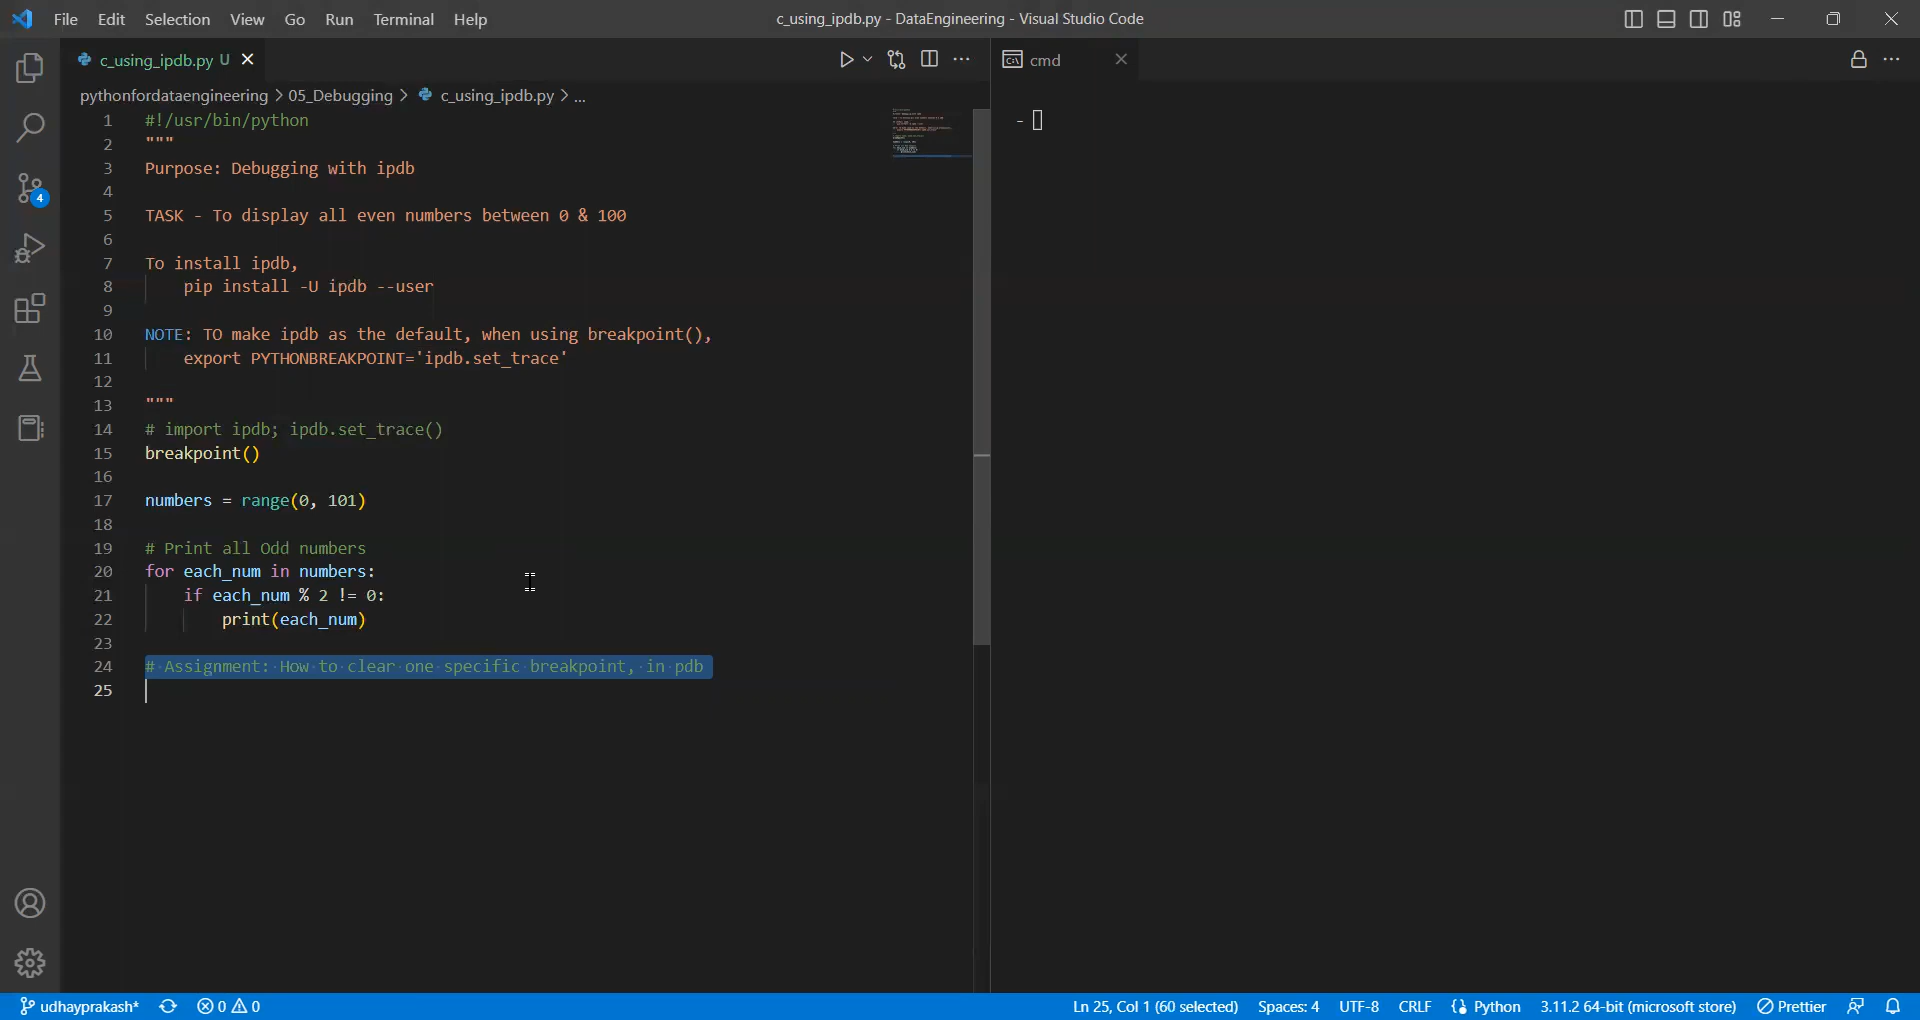 File Edit Selection View Go Run Terminal Help
c_using_ipdb.py - DataEngineering - Visual Studio Code
c_using_ipdb.py U
cmd
pythonfordataengineering > 05_Debugging > c_using_ipdb.py > ...
1 #!/usr/bin/python
2 """
3 Purpose: Debugging with ipdb
4
5 TASK - To display all even numbers between 0 & 100
6
7 To install ipdb,
8 pip install -U ipdb --user
9
10 NOTE: TO make ipdb as the default, when using breakpoint(),
11 export PYTHONBREAKPOINT='ipdb.set_trace'
12
13 """
14 # import ipdb; ipdb.set_trace()
15 breakpoint()
16
17 numbers = range(0, 101)
18
19 # Print all Odd numbers
20 for each_num in numbers:
21 if each_num % 2 != 0:
22 print(each_num)
23
24 # Assignment: How to clear one specific breakpoint, in pdb
25
-
4
udhayprakash* 0 0
Ln 25, Col 1 (60 selected) Spaces: 4 UTF-8 CRLF Python 3.11.2 64-bit (microsoft store) Prettier